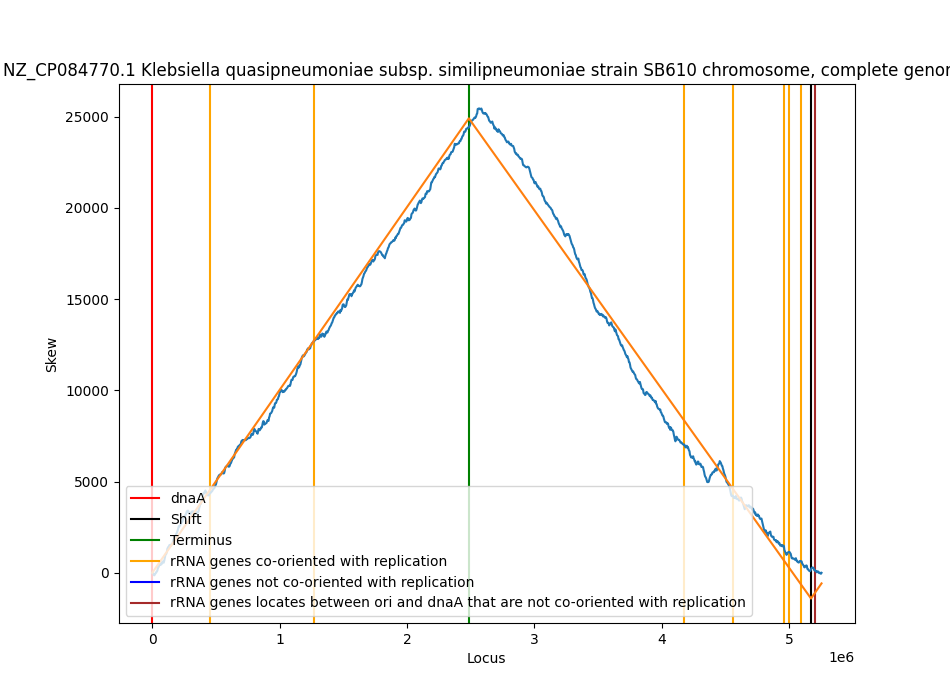 NZ_CP084770.1 Klebsiella quasipneumoniae subsp. similipneumoniae strain SB610 chromosome, complete
25000
20000
15000
10000
5000
0
Skew
dnaA
Shift
Terminus
rRNA genes co-oriented with replication
rRNA genes not co-oriented with replication
rRNA genes locates between ori and dnaA that are not co-oriented with replication
0 1 2 3 4 5
1e6
Locus